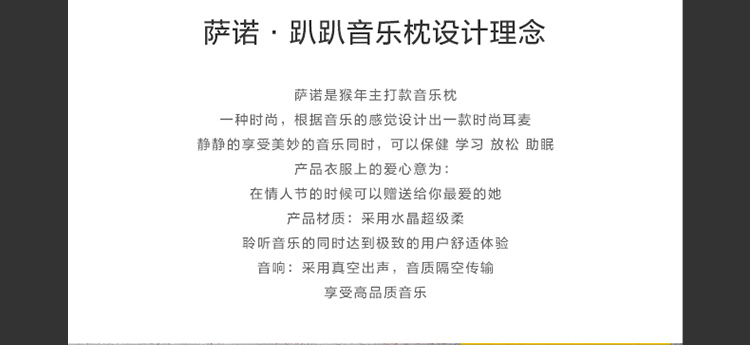 萨诺·趴趴音乐枕设计理念
萨诺是猴年主打款音乐枕
一种时尚，根据音乐的感觉设计出一款时尚耳麦
静静的享受美妙的音乐同时，可以保健 学习 放松 助眠
产品衣服上的爱心意为：
在情人节的时候可以赠送给你最爱的她
产品材质：采用水晶超级柔
聆听音乐的同时达到极致的用户舒适体验
音响：采用真空出声，音质隔空传输
享受高品质音乐